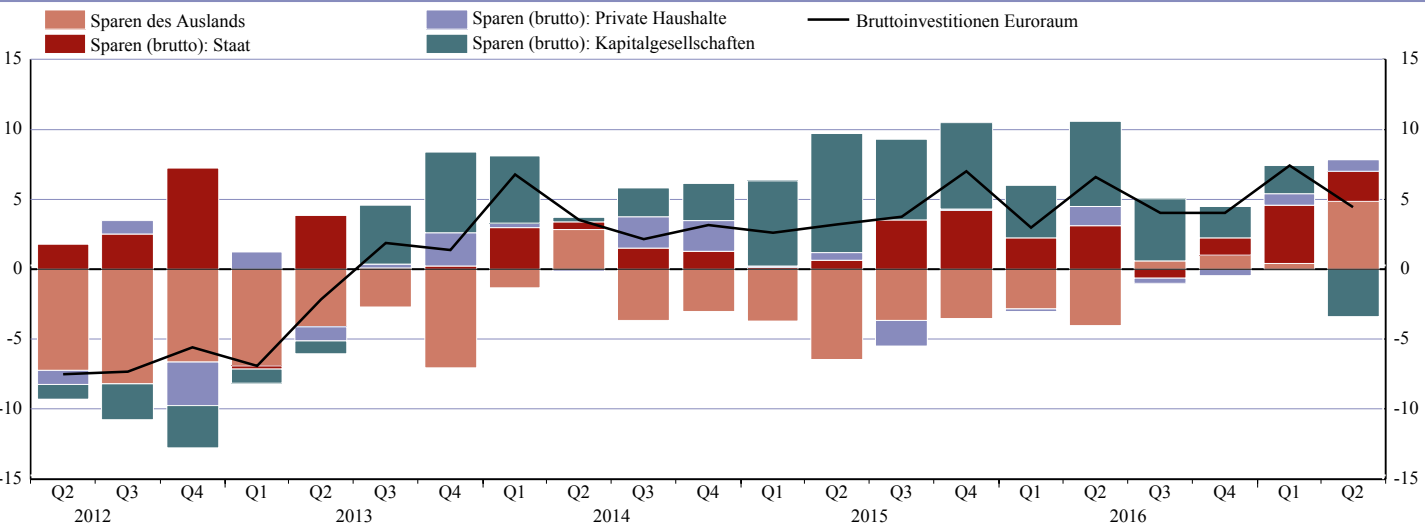 Sparen des Auslands Sparen (brutto): Private Haushalte Bruttoinvestitionen Euroraum
Sparen (brutto): Staat Sparen (brutto): Kapitalgesellschaften
15 15
10 10
5 5
0 0
-5 -5
-10 -10
-15 -15
Q2 Q3 Q4 Q1 Q2 Q3 Q4 Q1 Q2 Q3 Q4 Q1 Q2 Q3 Q4 Q1 Q2 Q3 Q4 Q1 Q2
2012 2013 2014 2015 2016